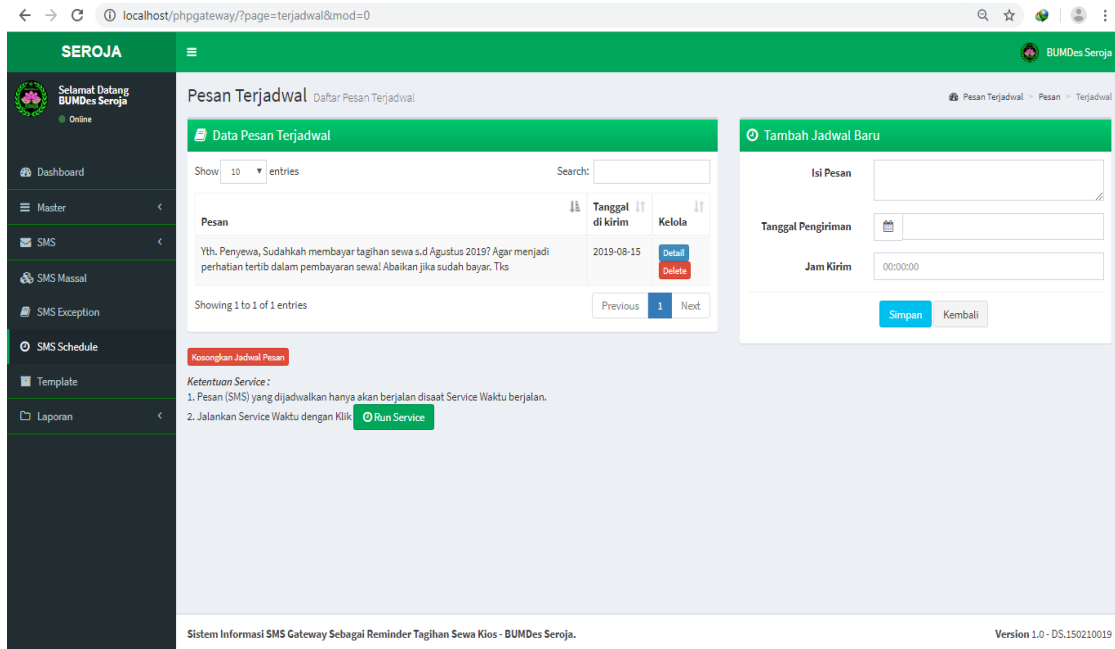 localhost/phpgateway/?page=terjadwal&mod=0
SEROJA
BUMDes Seroja
Selamat Datang
BUMDes Seroja
Online
Dashboard
Master
SMS
SMS Massal
SMS Exception
SMS Schedule
Template
Laporan
Pesan Terjadwal Daftar Pesan Terjadwal
Pesan Terjadwal > Pesan > Terjadwal
Data Pesan Terjadwal
Show 10 entries
Search:
Pesan
Tanggal di kirim
Kelola
Yth. Penyewa, Sudahkah membayar tagihan sewa s.d Agustus 2019? Agar menjadi
perhatian tertib dalam pembayaran sewa! Abaikan jika sudah bayar. Tks
2019-08-15
Detail
Delete
Showing 1 to 1 of 1 entries
Previous 1 Next
Kosongkan Jadwal Pesan
Ketentuan Service :
1. Pesan (SMS) yang dijadwalkan hanya akan berjalan disaat Service Waktu berjalan.
2. Jalankan Service Waktu dengan Klik Run Service
Tambah Jadwal Baru
Isi Pesan
Tanggal Pengiriman
Jam Kirim 00:00:00
Simpan Kembali
Sistem Informasi SMS Gateway Sebagai Reminder Tagihan Sewa Kios - BUMDes Seroja.
Version 1.0 - DS.150210019